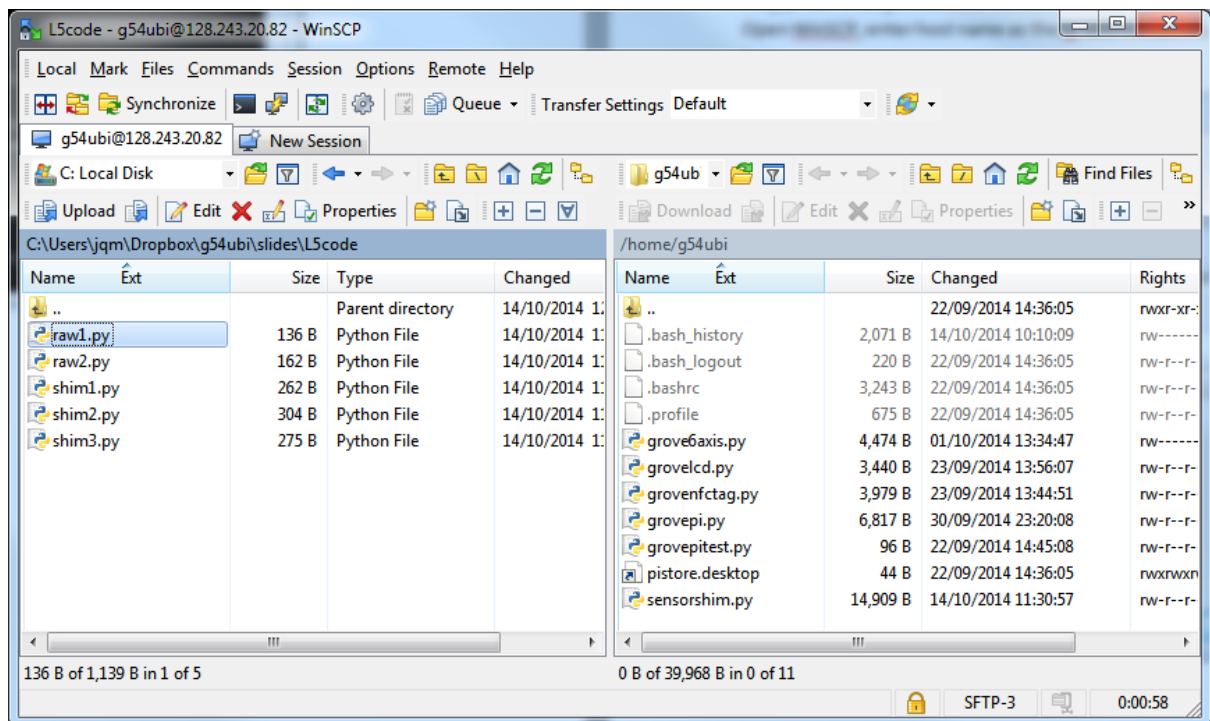 L5code - g54ubi@128.243.20.82 - WinSCP
Local Mark Files Commands Session Options Remote Help
Synchronize Queue Transfer Settings Default
g54ubi@128.243.20.82 New Session
C: Local Disk g54ub Find Files
Upload Edit Properties Download Edit Properties »
C:\Users\jqm\Dropbox\g54ubi\slides\L5code /home/g54ubi
Name Ext Size Type Changed Name Ext Size Changed Rights
.. Parent directory 14/10/2014 .. 22/09/2014 14:36:05 rwxr-xr-
raw1.py 136 B Python File 14/10/2014 .bash_history 2,071 B 14/10/2014 10:10:09 rw------
raw2.py 162 B Python File 14/10/2014 .bash_logout 220 B 22/09/2014 14:36:05 rw-r--r-
shim1.py 262 B Python File 14/10/2014 .bashrc 3,243 B 22/09/2014 14:36:05 rw-r--r-
shim2.py 304 B Python File 14/10/2014 .profile 675 B 22/09/2014 14:36:05 rw-r--r-
shim3.py 275 B Python File 14/10/2014 grove6axis.py 4,474 B 01/10/2014 13:34:47 rw------
grovelcd.py 3,440 B 23/09/2014 13:56:07 rw-r--r-
grovenfctag.py 3,979 B 23/09/2014 13:44:51 rw-r--r-
grovepi.py 6,817 B 30/09/2014 23:20:08 rw-r--r-
grovepitest.py 96 B 22/09/2014 14:45:08 rw-r--r-
pistore.desktop 44 B 22/09/2014 14:36:05 rwxrwxr
sensorshim.py 14,909 B 14/10/2014 11:30:57 rw-r--r-
136 B of 1,139 B in 1 of 5 0 B of 39,968 B in 0 of 11
SFTP-3 0:00:58